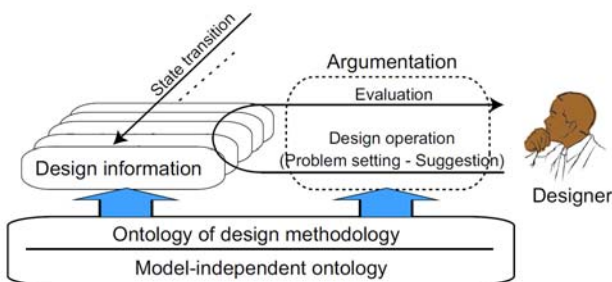 State transition
Argumentation
Evaluation
Design operation
(Problem setting - Suggestion)
Design information
Designer
Ontology of design methodology
Model-independent ontology